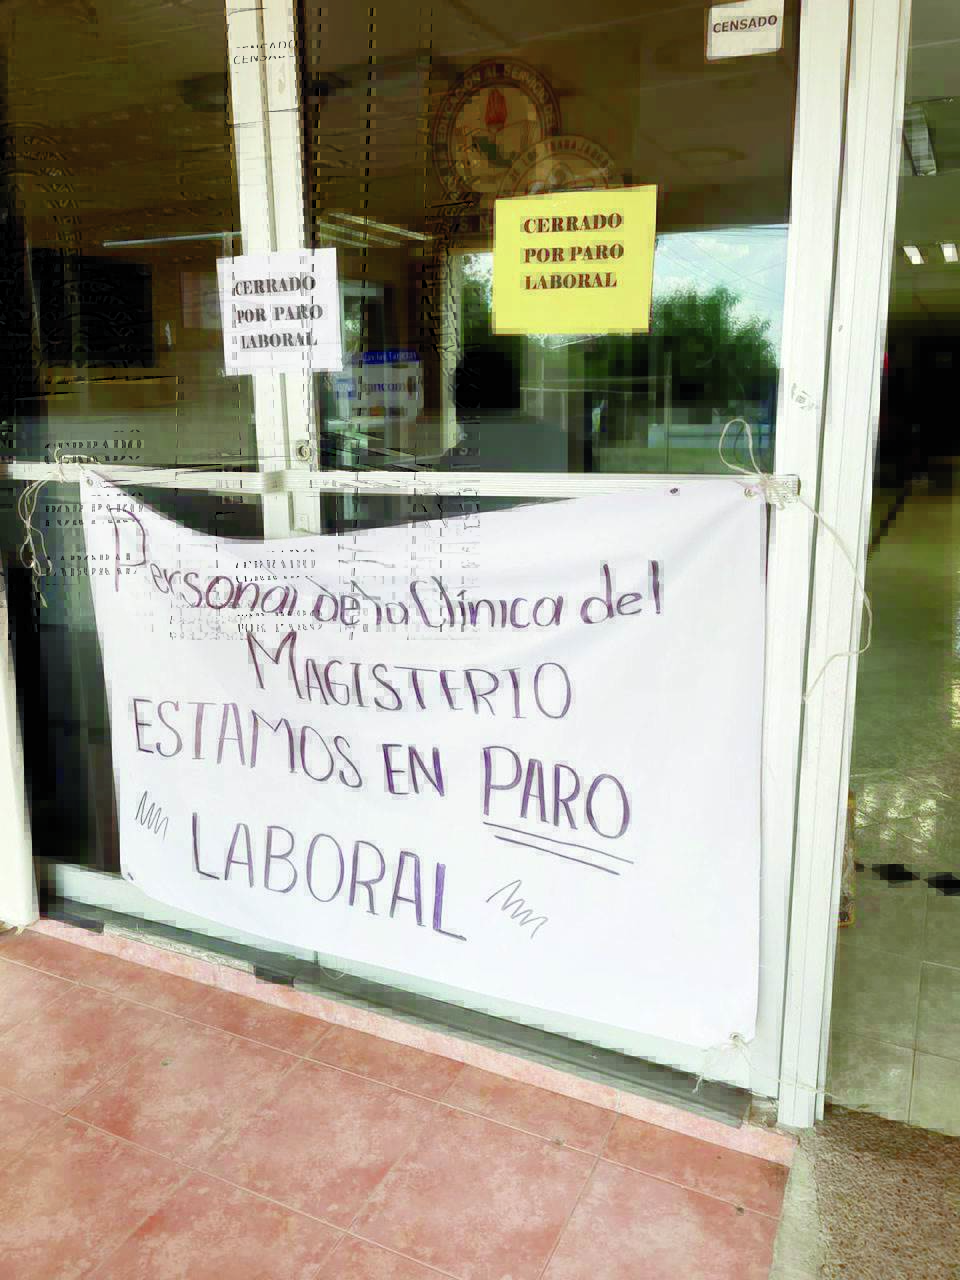 CENSADO
CERRADO
POR PARO
LABORAL
CERRADO
POR PARO
LABORAL
Personal de la Clínica del
MAGISTERIO
ESTAMOS EN PARO
LABORAL